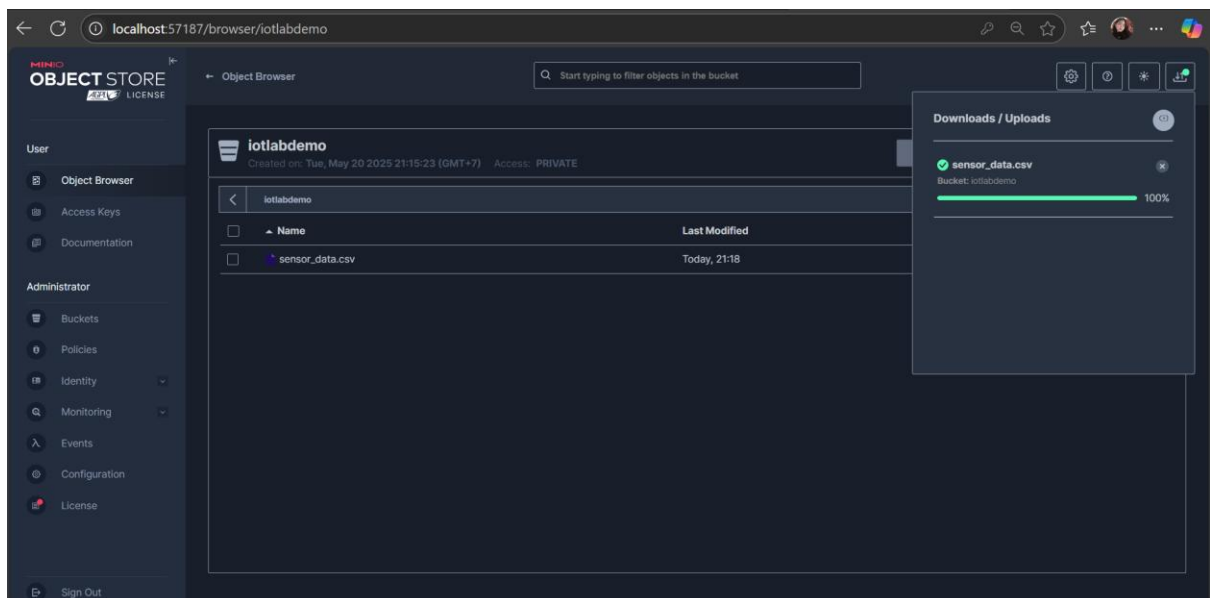 localhost:57187/browser/iotlabdemo
MINIO
OBJECT STORE
AGPLV3 LICENSE
← Object Browser
Start typing to filter objects in the bucket
Downloads / Uploads
sensor_data.csv
Bucket: iotlabdemo
100%
User
Object Browser
Access Keys
Documentation
Administrator
Buckets
Policies
Identity
Monitoring
Events
Configuration
License
Sign Out
iotlabdemo
Created on: Tue, May 20 2025 21:15:23 (GMT+7) Access: PRIVATE
iotlabdemo
Name Last Modified
sensor_data.csv Today, 21:18